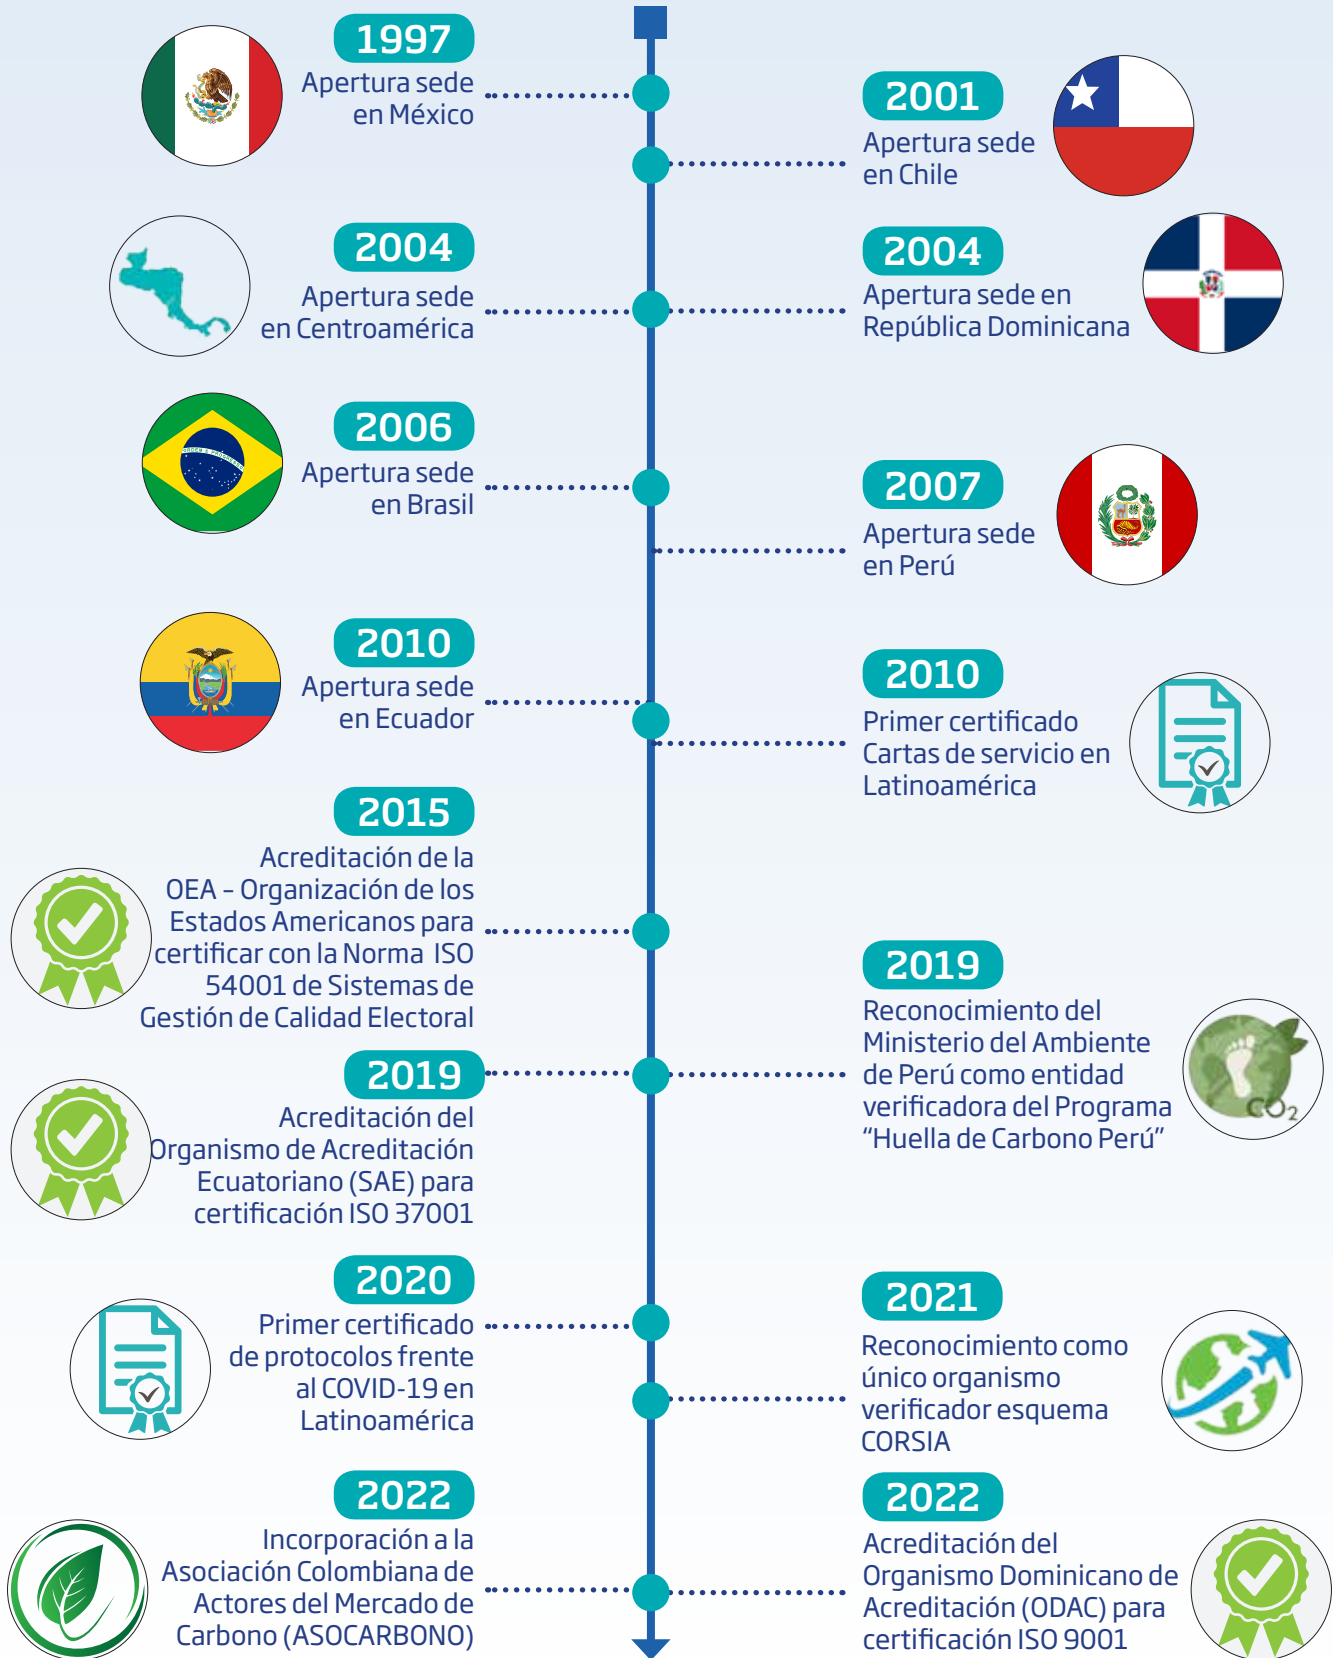 1997
Apertura sede
en México
2001
Apertura sede
en Chile
2004
Apertura sede
en Centroamérica
2004
Apertura sede en
República Dominicana
2006
Apertura sede
en Brasil
2007
Apertura sede
en Perú
2010
Apertura sede
en Ecuador
2010
Primer certificado
Cartas de servicio en
Latinoamérica
2015
Acreditación de la
OEA – Organización de los
Estados Americanos para
certificar con la Norma ISO
54001 de Sistemas de
Gestión de Calidad Electoral
2019
Reconocimiento del
Ministerio del Ambiente
de Perú como entidad
verificadora del Programa
“Huella de Carbono Perú”
CO2
2019
Acreditación del
Organismo de Acreditación
Ecuatoriano (SAE) para
certificación ISO 37001
2020
Primer certificado
de protocolos frente
al COVID-19 en
Latinoamérica
2021
Reconocimiento como
único organismo
verificador esquema
CORSIA
2022
Incorporación a la
Asociación Colombiana de
Actores del Mercado de
Carbono (ASOCARBONO)
2022
Acreditación del
Organismo Dominicano de
Acreditación (ODAC) para
certificación ISO 9001